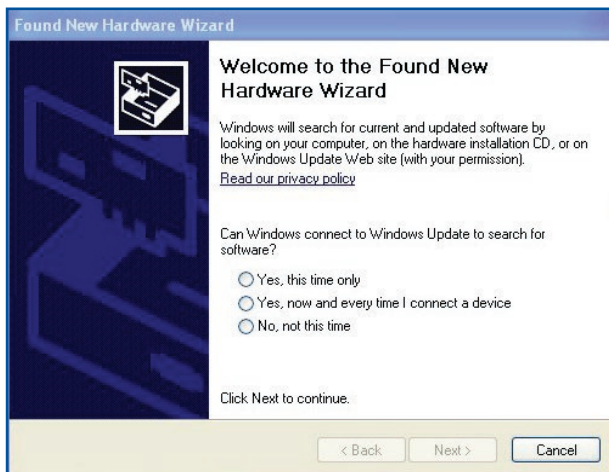 Found New Hardware Wizard
Welcome to the Found New
Hardware Wizard
Windows will search for current and updated software by
looking on your computer, on the hardware installation CD, or on
the Windows Update Web site (with your permission).
Read our privacy policy
Can Windows connect to Windows Update to search for
software?
Yes, this time only
Yes, now and every time I connect a device
No, not this time
Click Next to continue.
< Back
Next >
Cancel